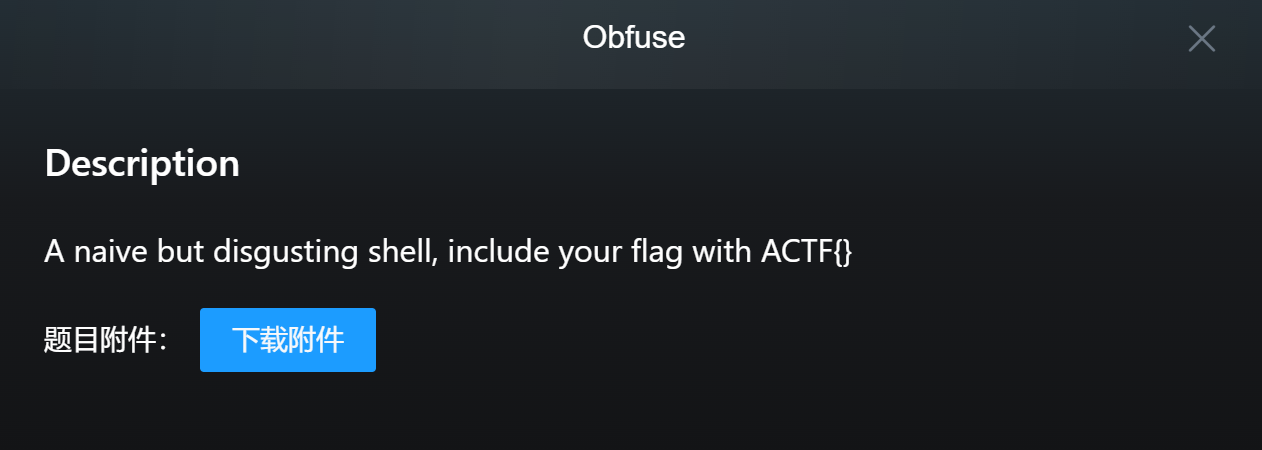 Obfuse
Description
A naive but disgusting shell, include your flag with ACTF{}
题目附件： 下载附件